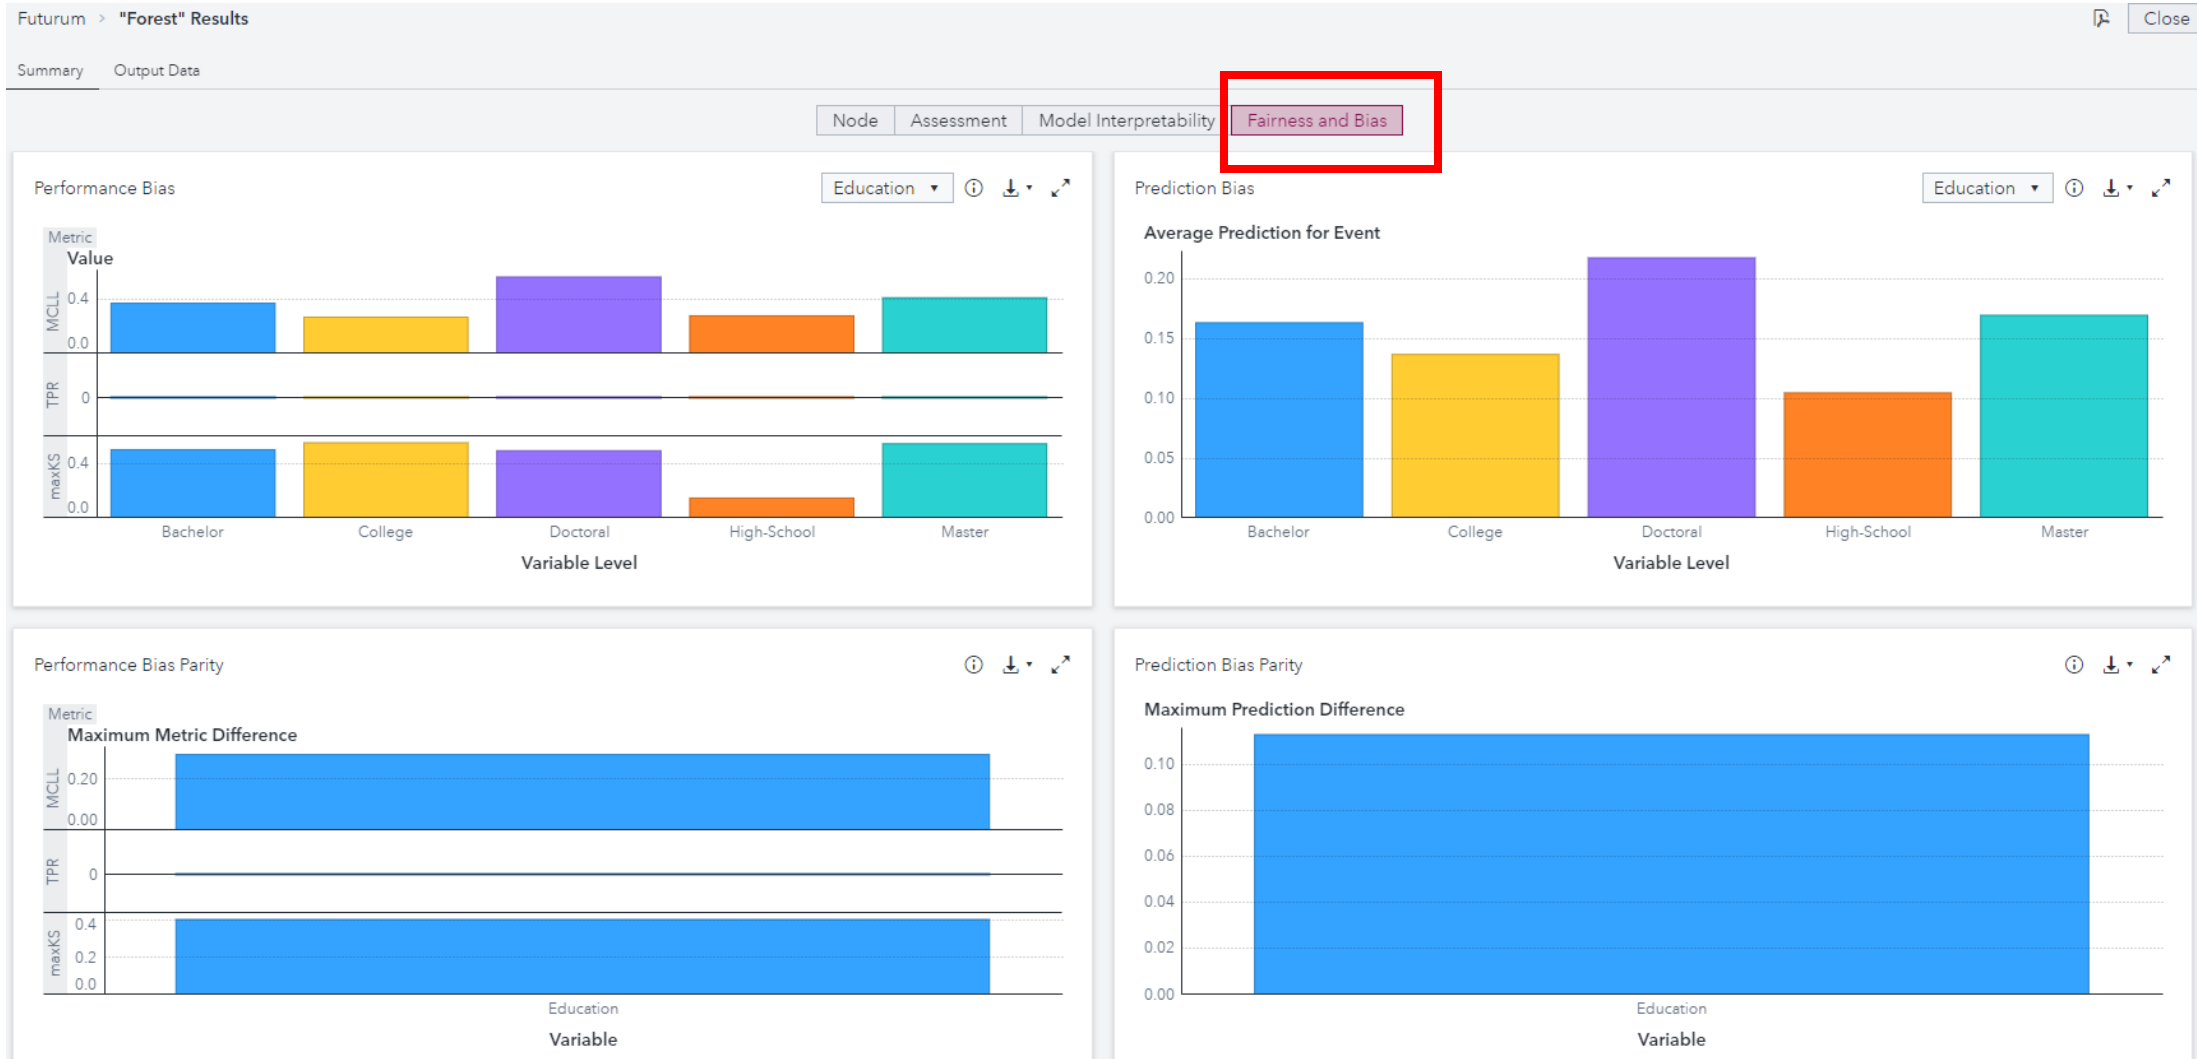 Futurum > "Forest" Results
Close
Summary Output Data
Node Assessment Model Interpretability Fairness and Bias
Performance Bias
Education
Metric
Value
MCLL
0.4
0.0
TPR
0
maxKS
0.4
0.0
Bachelor College Doctoral High-School Master
Variable Level
Prediction Bias
Education
Average Prediction for Event
0.20
0.15
0.10
0.05
0.00
Bachelor College Doctoral High-School Master
Variable Level
Performance Bias Parity
Metric
Maximum Metric Difference
MCLL
0.20
0.00
TPR
0
maxKS
0.4
0.2
0.0
Education
Variable
Prediction Bias Parity
Maximum Prediction Difference
0.10
0.08
0.06
0.04
0.02
0.00
Education
Variable